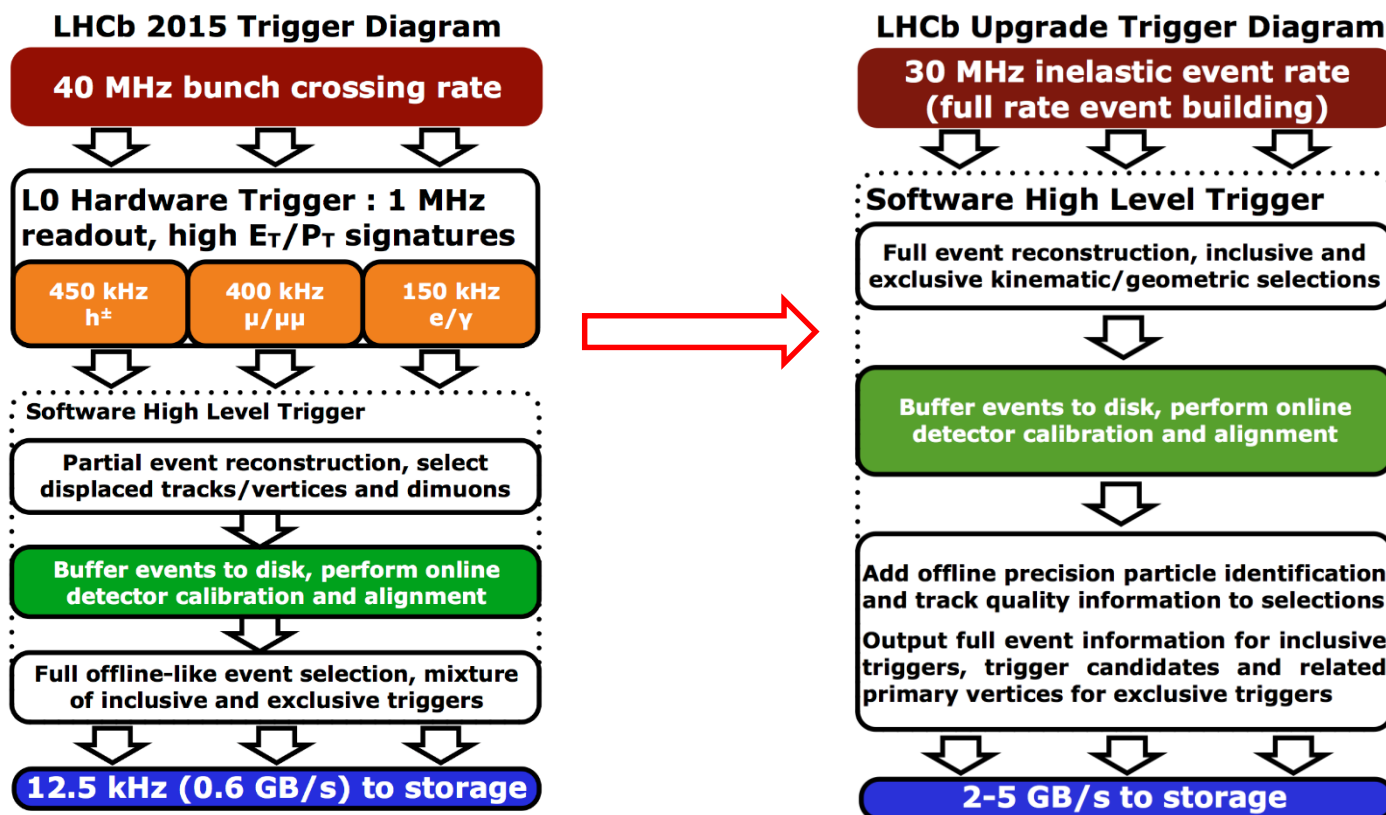 LHCb 2015 Trigger Diagram
40 MHz bunch crossing rate
L0 Hardware Trigger : 1 MHz
readout, high ET/PT signatures
450 kHz
h±
400 kHz
μ/μμ
150 kHz
e/γ
Software High Level Trigger
Partial event reconstruction, select
displaced tracks/vertices and dimuons
Buffer events to disk, perform online
detector calibration and alignment
Full offline-like event selection, mixture
of inclusive and exclusive triggers
12.5 kHz (0.6 GB/s) to storage
LHCb Upgrade Trigger Diagram
30 MHz inelastic event rate
(full rate event building)
Software High Level Trigger
Full event reconstruction, inclusive and
exclusive kinematic/geometric selections
Buffer events to disk, perform online
detector calibration and alignment
Add offline precision particle identification
and track quality information to selections
Output full event information for inclusive
triggers, trigger candidates and related
primary vertices for exclusive triggers
2-5 GB/s to storage